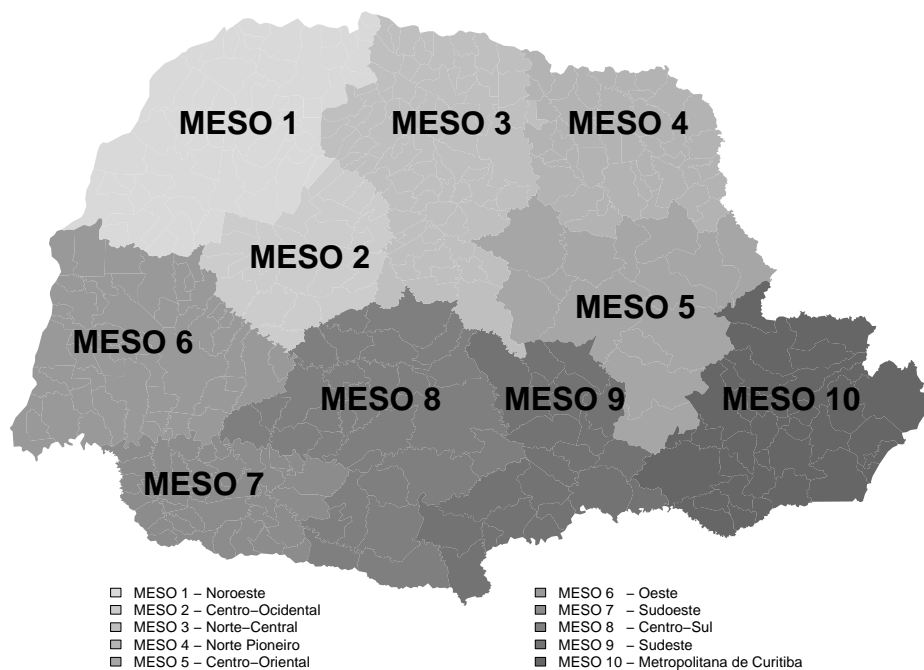 MESO 1
MESO 3
MESO 4
MESO 2
MESO 5
MESO 6
MESO 8
MESO 9
MESO 10
MESO 7
MESO 1 – Noroeste
MESO 2 – Centro–Ocidental
MESO 3 – Norte–Central
MESO 4 – Norte Pioneiro
MESO 5 – Centro–Oriental
MESO 6 – Oeste
MESO 7 – Sudoeste
MESO 8 – Centro–Sul
MESO 9 – Sudeste
MESO 10 – Metropolitana de Curitiba